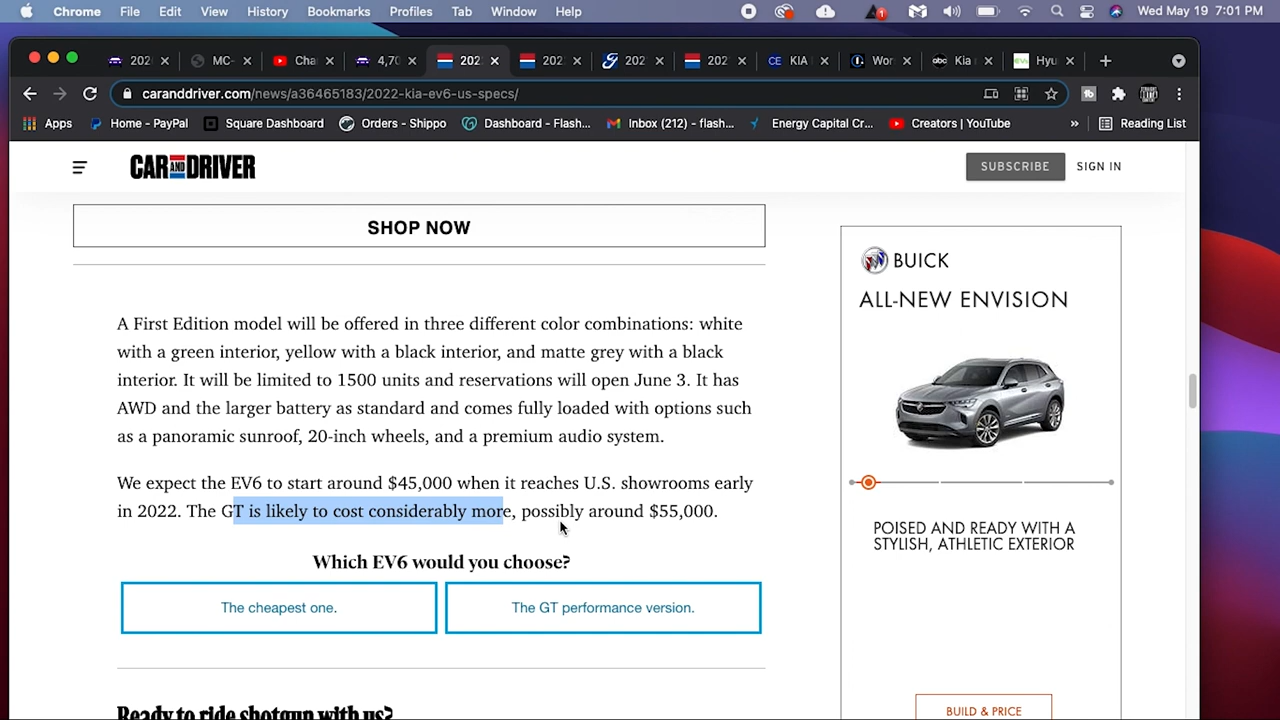 Chrome File Edit View History Bookmarks Profiles Tab Window Help 1 Wed May 19 7:01 PM
202 MC- Cha 4,70 202 202 202 202 KIA Wor Kia Hyu
caranddriver.com/news/a36465183/2022-kia-ev6-us-specs/
Apps Home - PayPal Square Dashboard Orders - Shippo Dashboard - Flash... Inbox (212) - flash... Energy Capital Cr... Creators | YouTube » Reading List
CAR AND DRIVER SUBSCRIBE SIGN IN
SHOP NOW
A First Edition model will be offered in three different color combinations: white
with a green interior, yellow with a black interior, and matte grey with a black
interior. It will be limited to 1500 units and reservations will open June 3. It has
AWD and the larger battery as standard and comes fully loaded with options such
as a panoramic sunroof, 20-inch wheels, and a premium audio system.
We expect the EV6 to start around $45,000 when it reaches U.S. showrooms early
in 2022. The GT is likely to cost considerably more, possibly around $55,000.
Which EV6 would you choose?
The cheapest one. The GT performance version.
Ready to ride shotgun with us?
BUICK
ALL-NEW ENVISION
POISED AND READY WITH A
STYLISH, ATHLETIC EXTERIOR
BUILD & PRICE